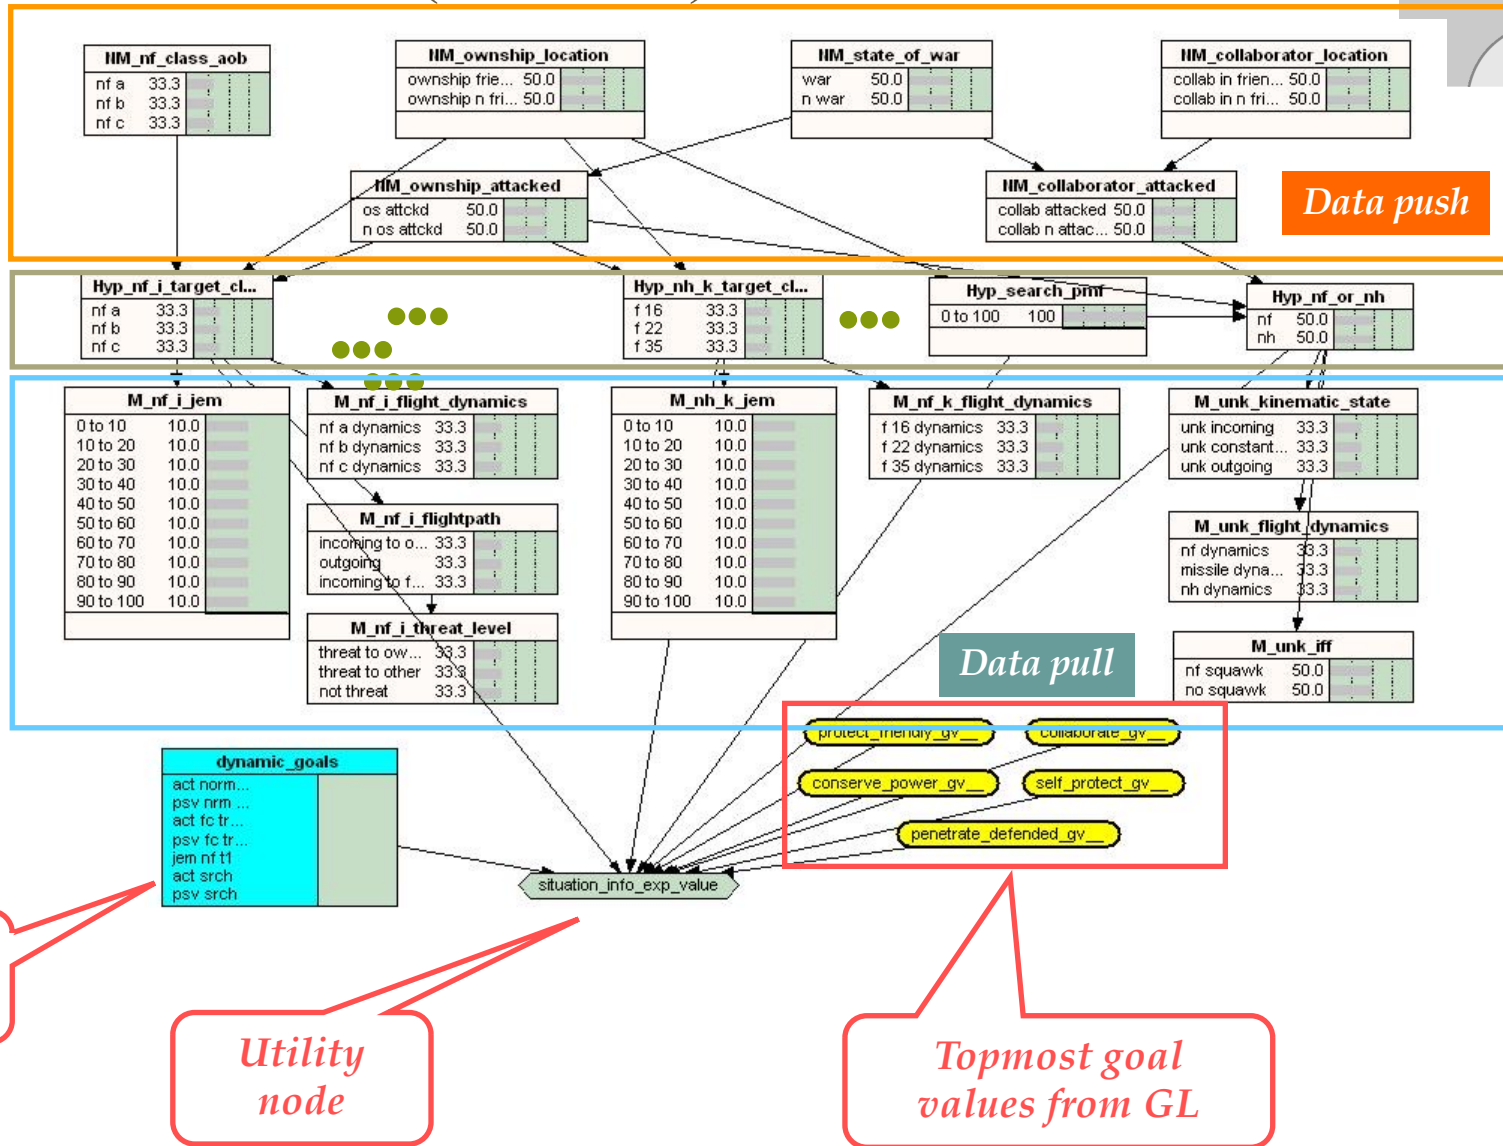 NM_nf_class_aob
nf a 33.3
nf b 33.3
nf c 33.3
NM_ownship_location
ownship frie... 50.0
ownship n fri... 50.0
NM_state_of_war
war 50.0
n war 50.0
NM_collaborator_location
collab in frien... 50.0
collab in n fri... 50.0
NM_ownship_attacked
os attckd 50.0
n os attckd 50.0
NM_collaborator_attacked
collab attacked 50.0
collab n attac... 50.0
Data push
Hyp_nf_i_target_cl...
nf a 33.3
nf b 33.3
nf c 33.3
Hyp_nh_k_target_cl...
f 16 33.3
f 22 33.3
f 35 33.3
Hyp_search_prmf
0 to 100 100
Hyp_nf_or_nh
nf 50.0
nh 50.0
M_nf_i_jem
0 to 10 10.0
10 to 20 10.0
20 to 30 10.0
30 to 40 10.0
40 to 50 10.0
50 to 60 10.0
60 to 70 10.0
70 to 80 10.0
80 to 90 10.0
90 to 100 10.0
M_nf_i_flight_dynamics
nf a dynamics 33.3
nf b dynamics 33.3
nf c dynamics 33.3
M_nf_i_flightpath
incoming to o... 33.3
outgoing 33.3
incoming to f... 33.3
M_nf_i_threat_level
threat to ow... 33.3
threat to other 33.3
not threat 33.3
M_nh_k_jem
0 to 10 10.0
10 to 20 10.0
20 to 30 10.0
30 to 40 10.0
40 to 50 10.0
50 to 60 10.0
60 to 70 10.0
70 to 80 10.0
80 to 90 10.0
90 to 100 10.0
M_nf_k_flight_dynamics
f 16 dynamics 33.3
f 22 dynamics 33.3
f 35 dynamics 33.3
M_unk_kinematic_state
unk incoming 33.3
unk constant... 33.3
unk outgoing 33.3
M_unk_flight_dynamics
nf dynamics 33.3
missile dyna... 33.3
nh dynamics 33.3
M_unk_iff
nf squawk 50.0
no squawk 50.0
Data pull
protect_friendly_gv__
collaborate_gv__
conserve_power_gv__
self_protect_gv__
penetrate_defended_gv__
dynamic_goals
act norm...
psv nrm ...
act fc tr...
psv fc tr...
jem nf t1
act srch
psv srch
situation_info_exp_value
Utility
node
Topmost goal
values from GL